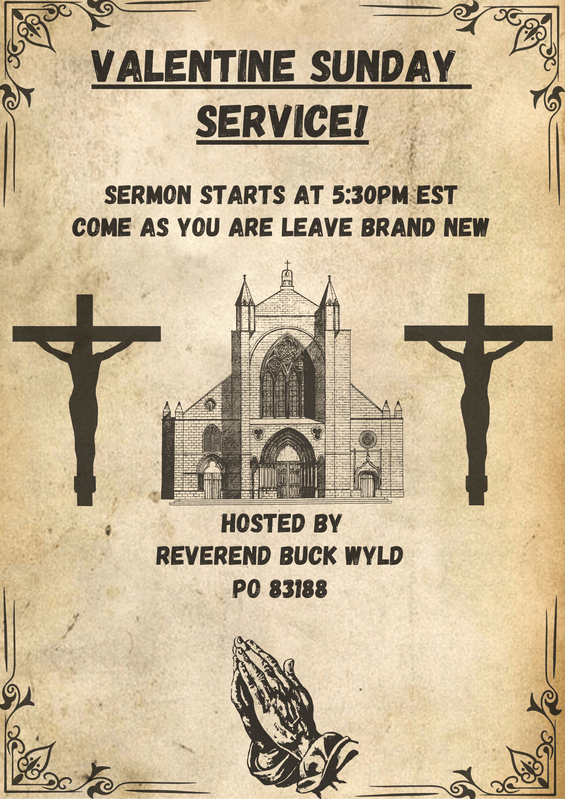 VALENTINE SUNDAY
SERVICE!
SERMON STARTS AT 5:30PM EST
COME AS YOU ARE LEAVE BRAND NEW
HOSTED BY
REVEREND BUCK WYLD
PO 83188